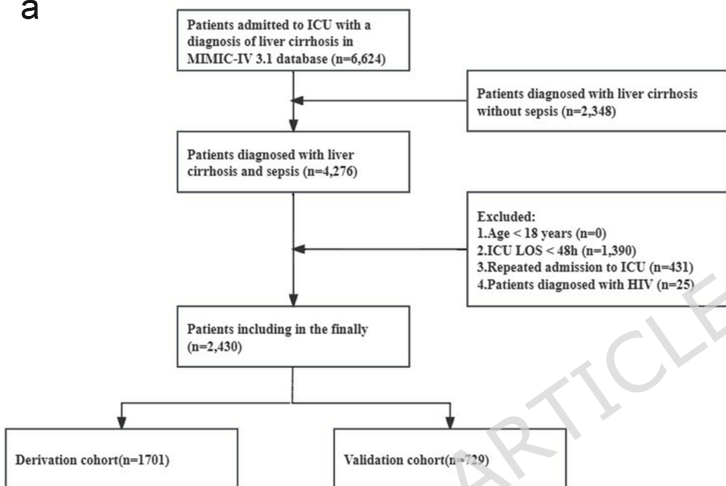 a
Patients admitted to ICU with a
diagnosis of liver cirrhosis in
MIMIC-IV 3.1 database (n=6,624)
Patients diagnosed with liver cirrhosis
without sepsis (n=2,348)
Patients diagnosed with liver
cirrhosis and sepsis (n=4,276)
Excluded:
1.Age < 18 years (n=0)
2.ICU LOS < 48h (n=1,390)
3.Repeated admission to ICU (n=431)
4.Patients diagnosed with HIV (n=25)
Patients including in the finally
(n=2,430)
Derivation cohort(n=1701)
Validation cohort(n=729)
ARTICLE